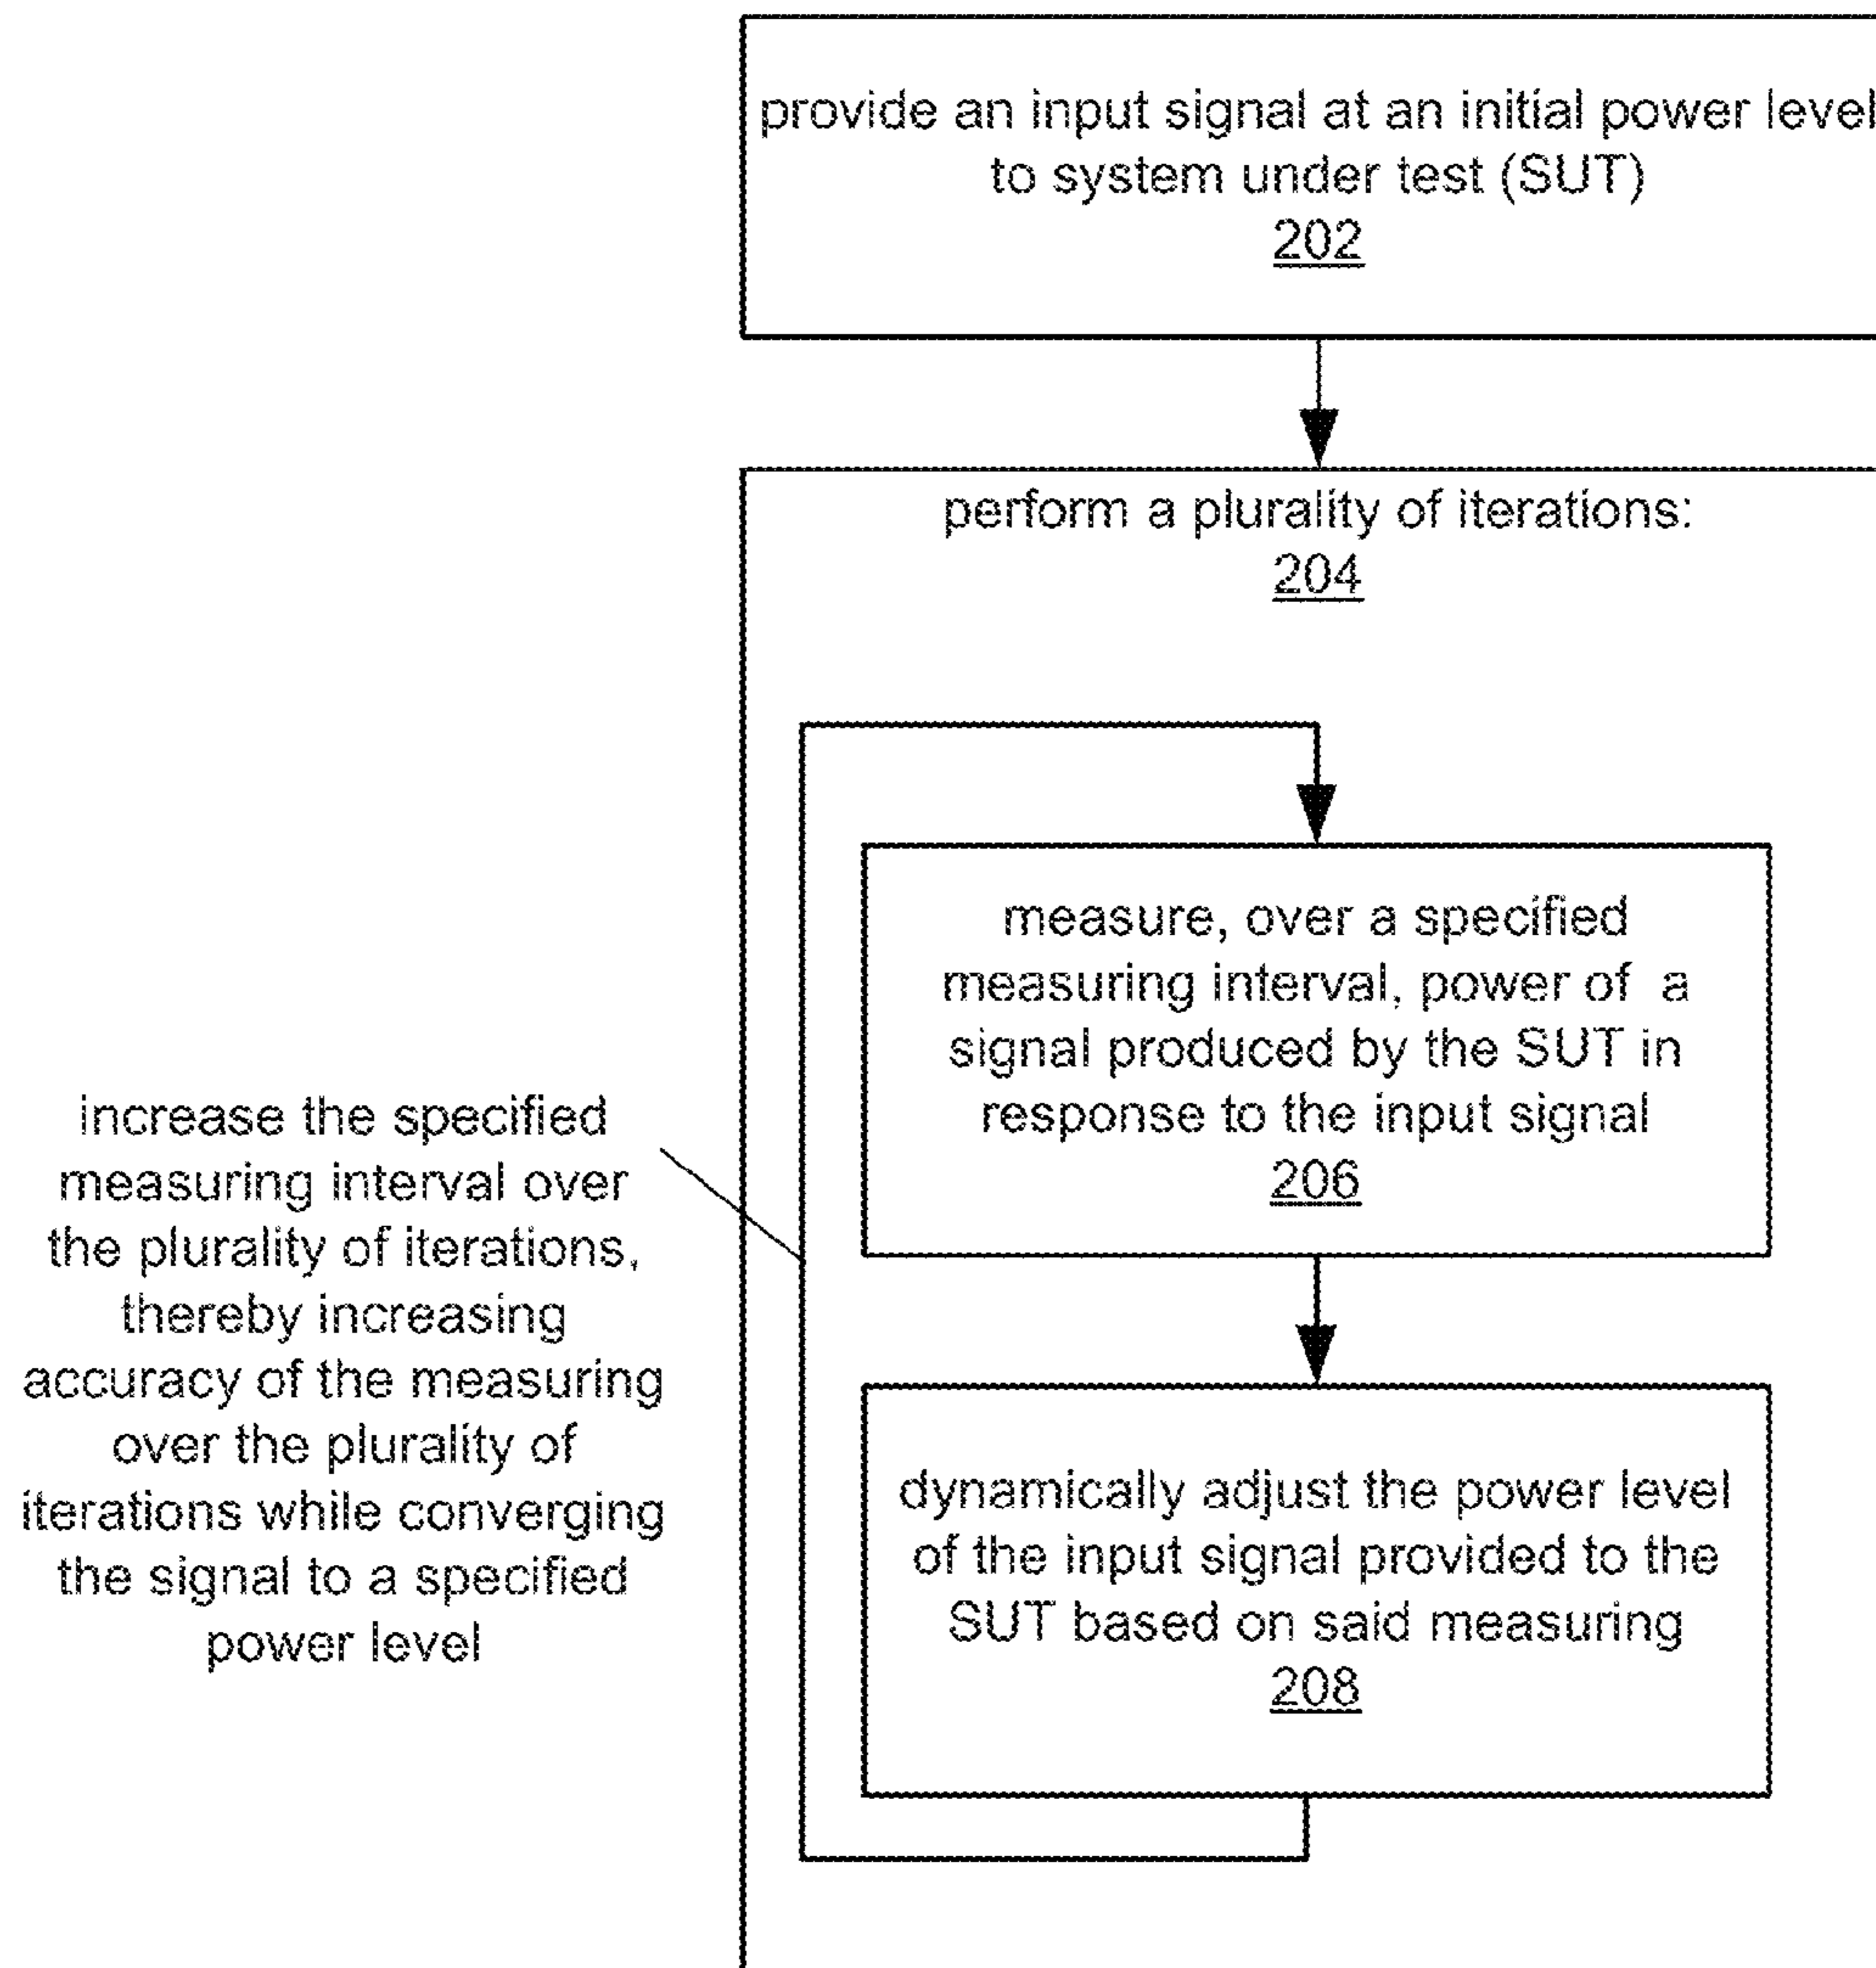 provide an input signal at an initial power level
to system under test (SUT)
202
perform a plurality of iterations:
204
measure, over a specified
measuring interval, power of a
signal produced by the SUT in
response to the input signal
206
increase the specified
measuring interval over
the plurality of iterations,
thereby increasing
accuracy of the measuring
over the plurality of
iterations while converging
the signal to a specified
power level
dynamically adjust the power level
of the input signal provided to the
SUT based on said measuring
208